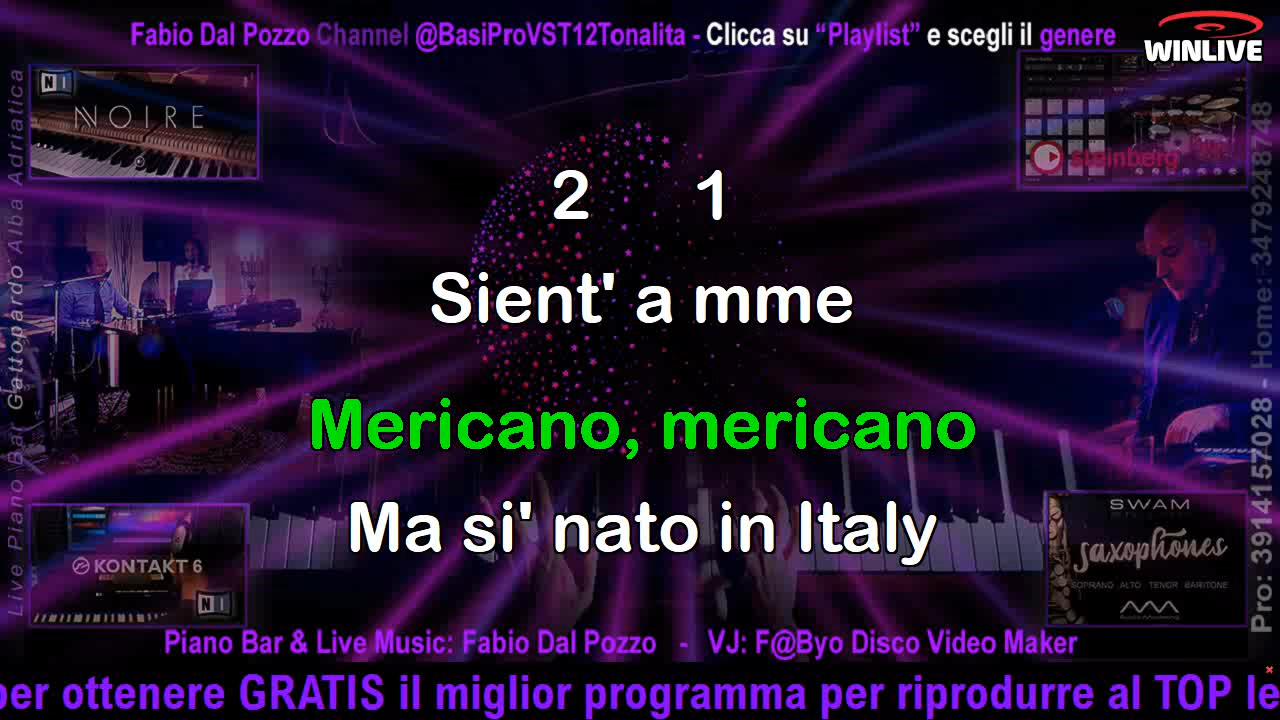 Fabio Dal Pozzo Channel @BasiProVST12Tonalita - Clicca su “Playlist” e scegli il genere
WINLIVE
NI
NOIRE
steinberg
Live Piano Bar Gattopardo Alba Adriatica
Pro: 3914157028 - Home: 3479248748
2 1
Sient' a mme
Mericano, mericano
Ma si' nato in Italy
KONTAKT 6
NI
SWAM
saxophones
SOPRANO ALTO TENOR BARITONE
Piano Bar & Live Music: Fabio Dal Pozzo - VJ: F@Byo Disco Video Maker
per ottenere GRATIS il miglior programma per riprodurre al TOP le